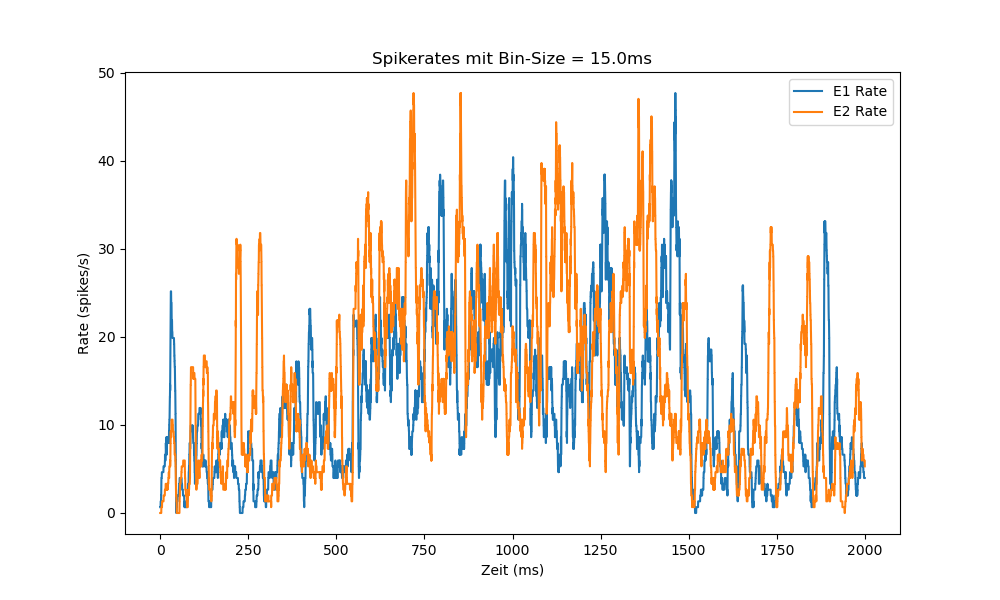 Spikerates mit Bin-Size = 15.0ms
E1 Rate
E2 Rate
Rate (spikes/s)
50
40
30
20
10
0
0 250 500 750 1000 1250 1500 1750 2000
Zeit (ms)